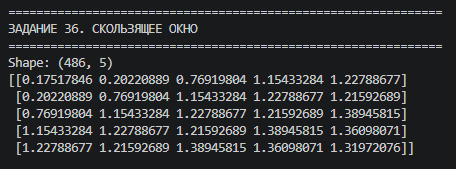 ================================================================
ЗАДАНИЕ 36. СКОЛЬЗЯЩЕЕ ОКНО
================================================================
Shape: (486, 5)
[[0.17517846 0.20220889 0.76919804 1.15433284 1.22788677]
 [0.20220889 0.76919804 1.15433284 1.22788677 1.21592689]
 [0.76919804 1.15433284 1.22788677 1.21592689 1.38945815]
 [1.15433284 1.22788677 1.21592689 1.38945815 1.36098071]
 [1.22788677 1.21592689 1.38945815 1.36098071 1.31972076]]